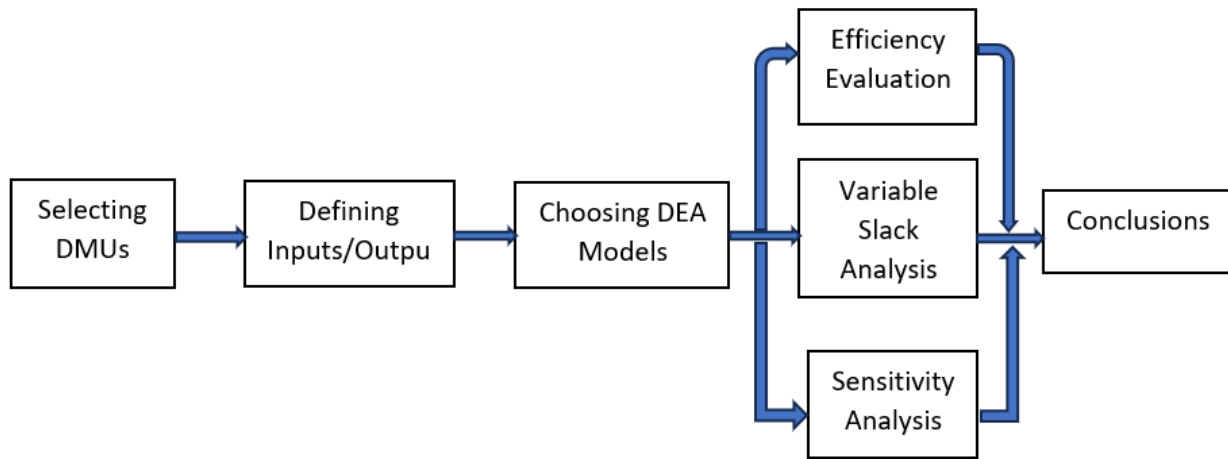 Selecting
DMUs
Defining
Inputs/Outpu
Choosing DEA
Models
Efficiency
Evaluation
Variable
Slack
Analysis
Sensitivity
Analysis
Conclusions